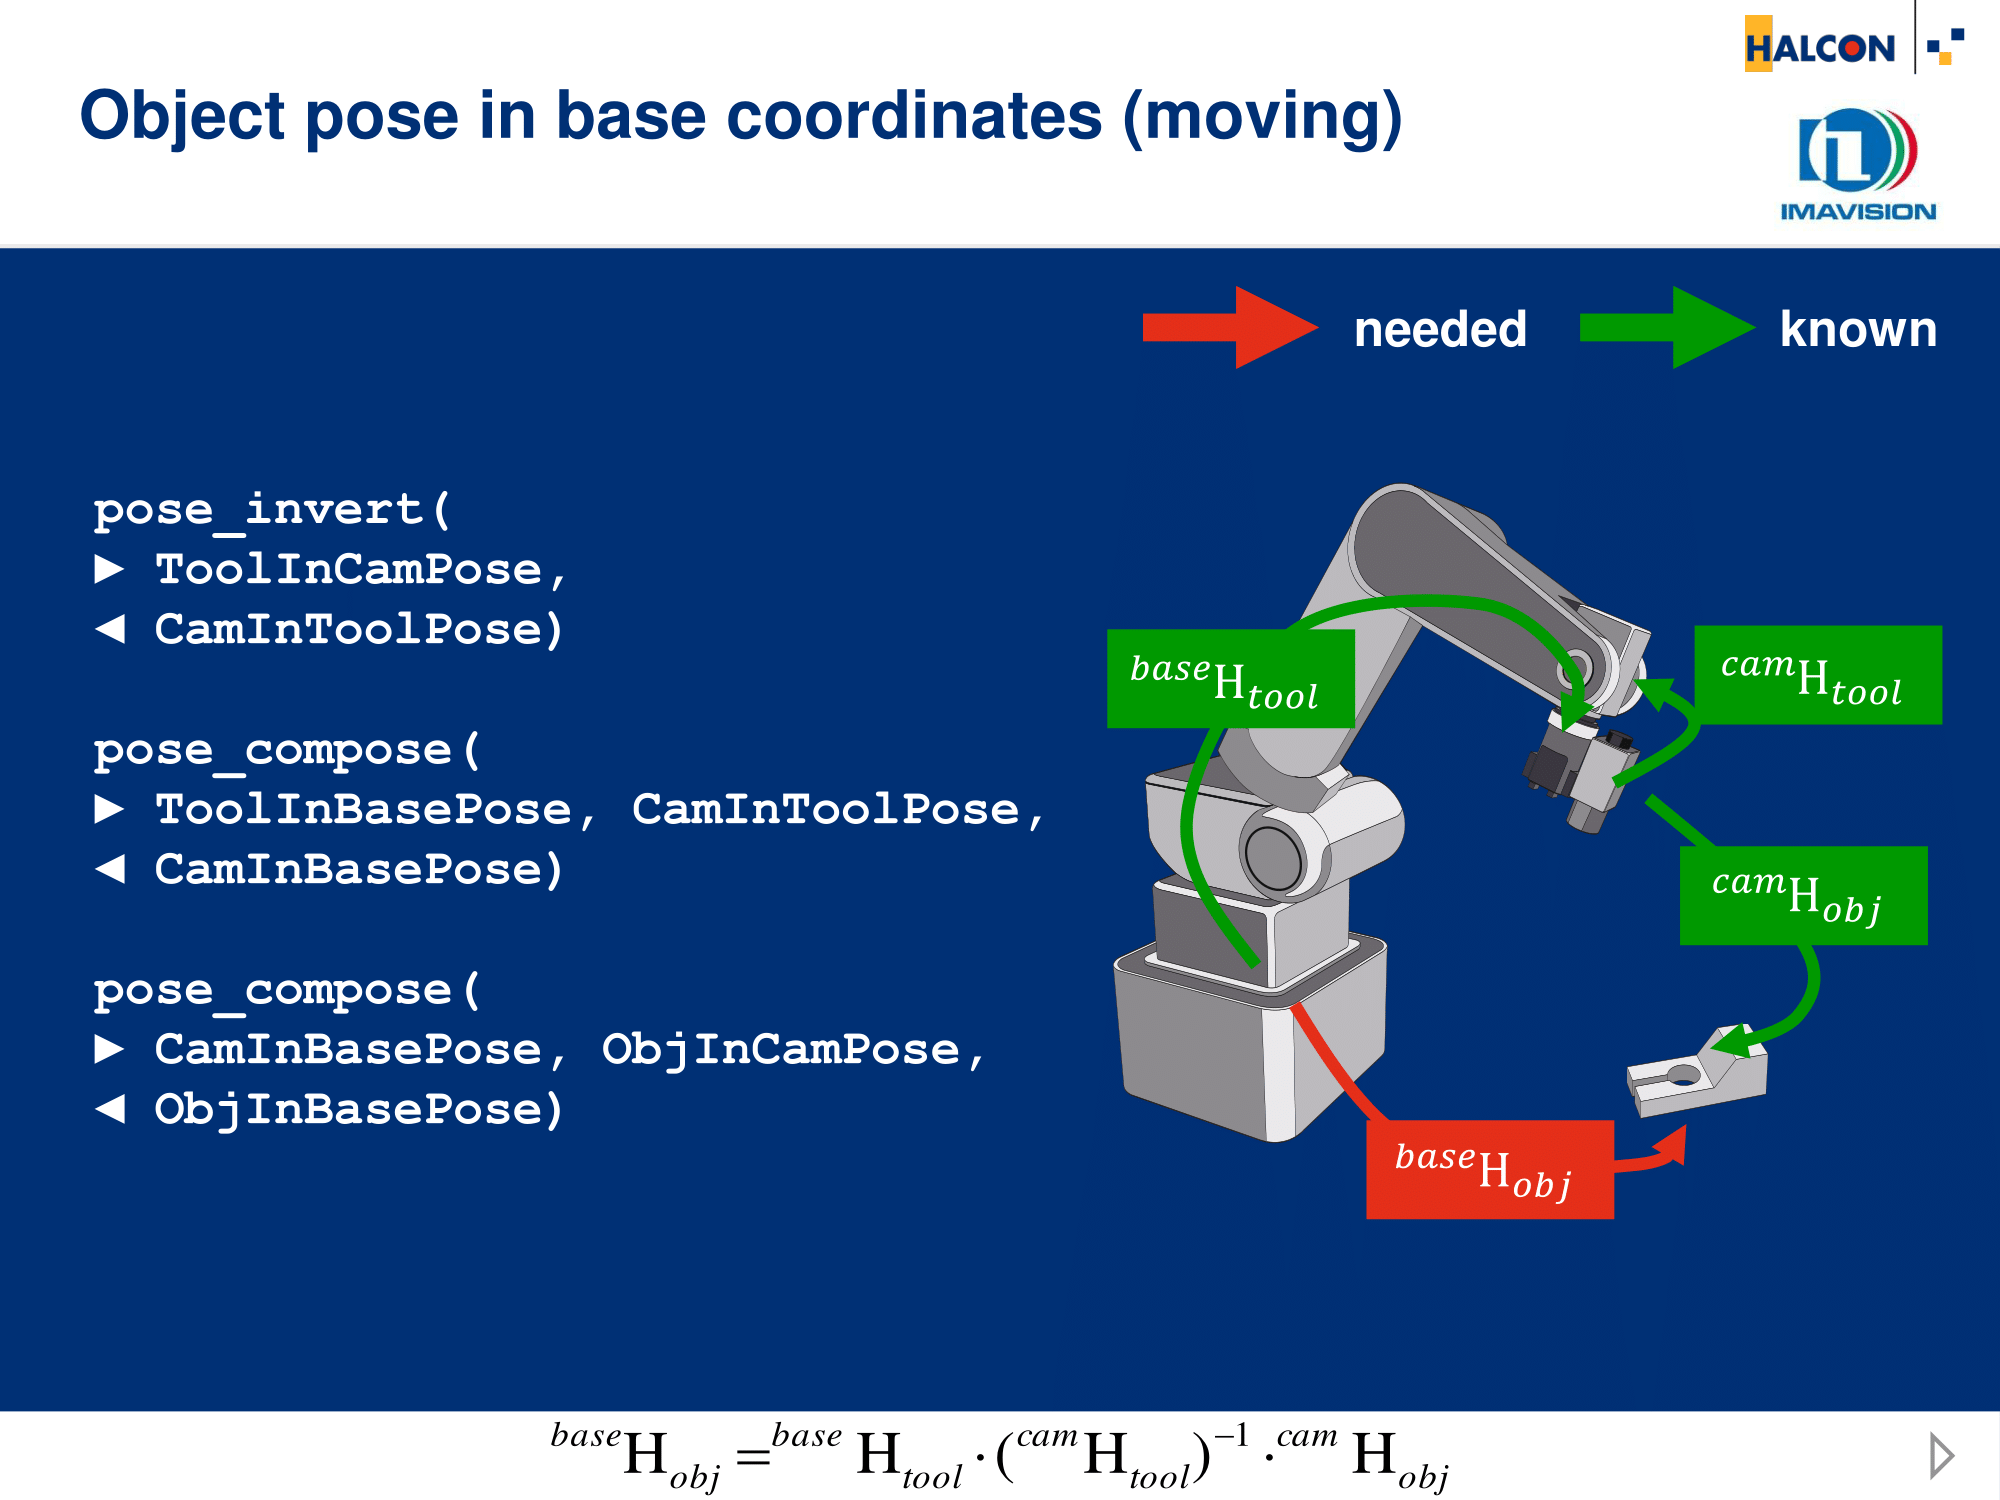 HALCON
Object pose in base coordinates (moving)
IMAVISION
needed known
pose_invert(
► ToolInCamPose,
◄ CamInToolPose)
pose_compose(
► ToolInBasePose, CamInToolPose,
◄ CamInBasePose)
pose_compose(
► CamInBasePose, ObjInCamPose,
◄ ObjInBasePose)
^{base}H_{tool}
^{cam}H_{tool}
^{cam}H_{obj}
^{base}H_{obj}
^{base}H_{obj} = ^{base}H_{tool} · (^{cam}H_{tool})^{-1} · ^{cam}H_{obj}